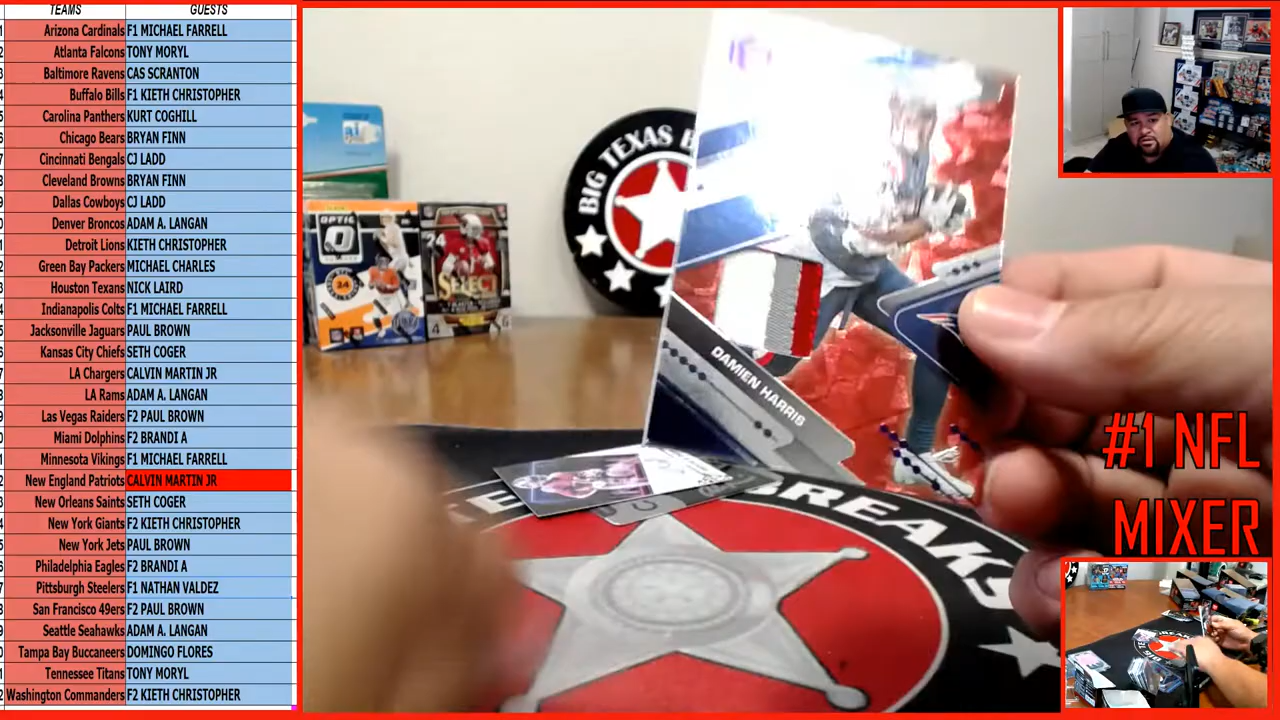 TEAMS GUESTS
Arizona Cardinals F1 MICHAEL FARRELL
Atlanta Falcons TONY MORYL
Baltimore Ravens CAS SCRANTON
Buffalo Bills F1 KIETH CHRISTOPHER
Carolina Panthers KURT COGHILL
Chicago Bears BRYAN FINN
Cincinnati Bengals CJ LADD
Cleveland Browns BRYAN FINN
Dallas Cowboys CJ LADD
Denver Broncos ADAM A. LANGAN
Detroit Lions KIETH CHRISTOPHER
Green Bay Packers MICHAEL CHARLES
Houston Texans NICK LAIRD
Indianapolis Colts F1 MICHAEL FARRELL
Jacksonville Jaguars PAUL BROWN
Kansas City Chiefs SETH COGER
LA Chargers CALVIN MARTIN JR
LA Rams ADAM A. LANGAN
Las Vegas Raiders F2 PAUL BROWN
Miami Dolphins F2 BRANDI A
Minnesota Vikings F1 MICHAEL FARRELL
New England Patriots CALVIN MARTIN JR
New Orleans Saints SETH COGER
New York Giants F2 KIETH CHRISTOPHER
New York Jets PAUL BROWN
Philadelphia Eagles F2 BRANDI A
Pittsburgh Steelers F1 NATHAN VALDEZ
San Francisco 49ers F2 PAUL BROWN
Seattle Seahawks ADAM A. LANGAN
Tampa Bay Buccaneers DOMINGO FLORES
Tennessee Titans TONY MORYL
Washington Commanders F2 KIETH CHRISTOPHER
BIG TEXAS B
OPTIC
SELECT
DAMIEN HARRIS
BREAKS
#1 NFL
MIXER